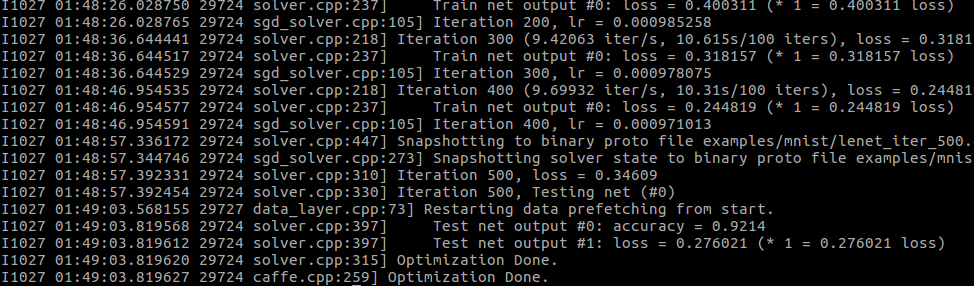 I1027 01:48:26.028750 29724 solver.cpp:237]     Train net output #0: loss = 0.400311 (* 1 = 0.400311 loss)
I1027 01:48:26.028765 29724 sgd_solver.cpp:105] Iteration 200, lr = 0.000985258
I1027 01:48:36.644441 29724 solver.cpp:218] Iteration 300 (9.42063 iter/s, 10.615s/100 iters), loss = 0.3181
I1027 01:48:36.644517 29724 solver.cpp:237]     Train net output #0: loss = 0.318157 (* 1 = 0.318157 loss)
I1027 01:48:36.644529 29724 sgd_solver.cpp:105] Iteration 300, lr = 0.000978075
I1027 01:48:46.954535 29724 solver.cpp:218] Iteration 400 (9.69932 iter/s, 10.31s/100 iters), loss = 0.24481
I1027 01:48:46.954577 29724 solver.cpp:237]     Train net output #0: loss = 0.244819 (* 1 = 0.244819 loss)
I1027 01:48:46.954591 29724 sgd_solver.cpp:105] Iteration 400, lr = 0.000971013
I1027 01:48:57.336172 29724 solver.cpp:447] Snapshotting to binary proto file examples/mnist/lenet_iter_500.
I1027 01:48:57.344746 29724 sgd_solver.cpp:273] Snapshotting solver state to binary proto file examples/mnis
I1027 01:48:57.392331 29724 solver.cpp:310] Iteration 500, loss = 0.34609
I1027 01:48:57.392454 29724 solver.cpp:330] Iteration 500, Testing net (#0)
I1027 01:49:03.568155 29727 data_layer.cpp:73] Restarting data prefetching from start.
I1027 01:49:03.819568 29724 solver.cpp:397]     Test net output #0: accuracy = 0.9214
I1027 01:49:03.819612 29724 solver.cpp:397]     Test net output #1: loss = 0.276021 (* 1 = 0.276021 loss)
I1027 01:49:03.819620 29724 solver.cpp:315] Optimization Done.
I1027 01:49:03.819627 29724 caffe.cpp:259] Optimization Done.